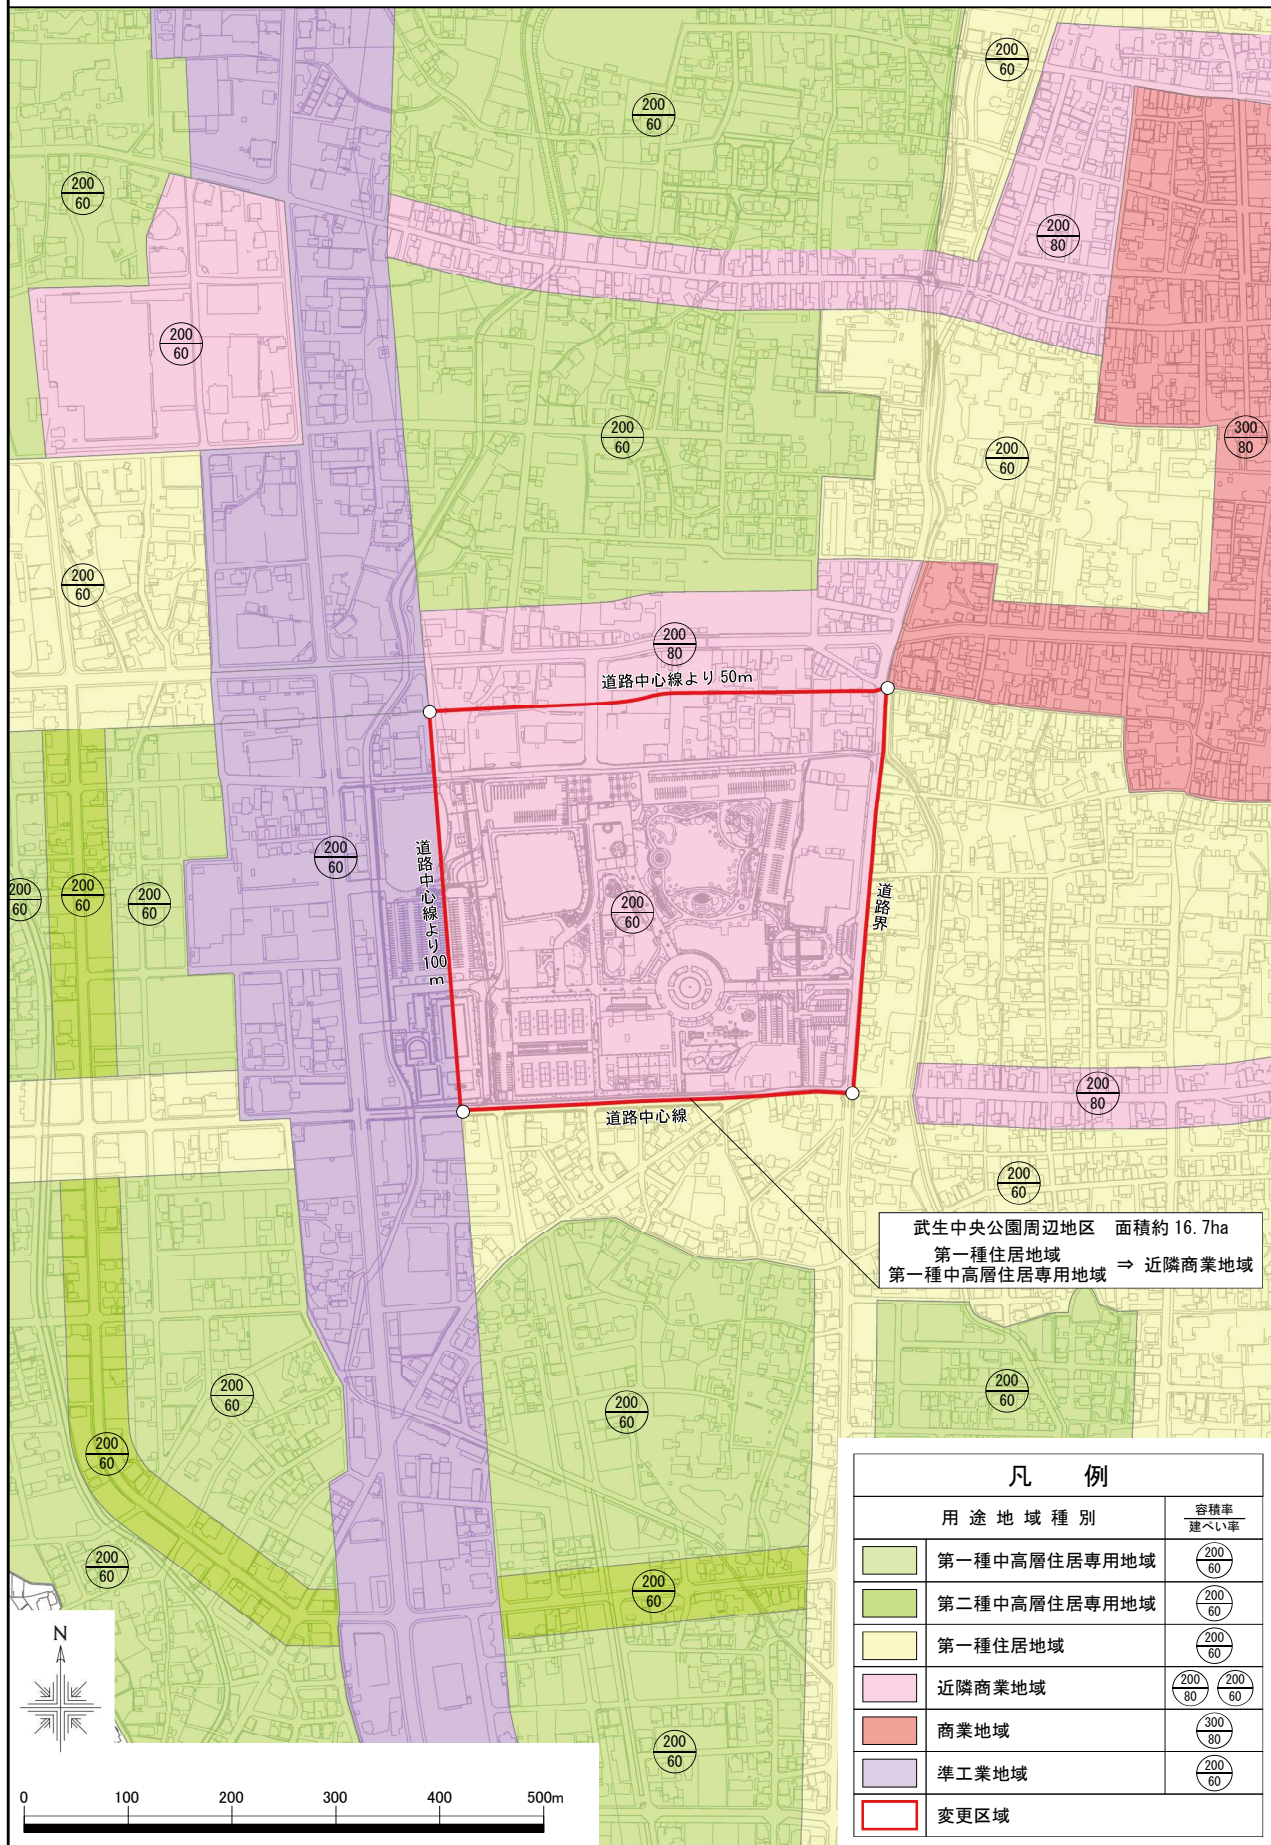 200
60
200
60
200
60
200
80
200
60
200
60
300
80
200
60
200
60
200
80
道路中心線より 50m
200
60
道路中心線より100m
200
60
200
60
200
60
200
60
道路界
200
80
道路中心線
200
60
武生中央公園周辺地区　面積約 16.7ha
第一種住居地域
第一種中高層住居専用地域 ⇒ 近隣商業地域
200
60
200
60
200
60
200
60
200
60
200
60
200
60
N
0 100 200 300 400 500m
凡　例
用途地域種別 容積率
建ぺい率
第一種中高層住居専用地域 200
60
第二種中高層住居専用地域 200
60
第一種住居地域 200
60
近隣商業地域 200 200
80 60
商業地域 300
80
準工業地域 200
60
変更区域